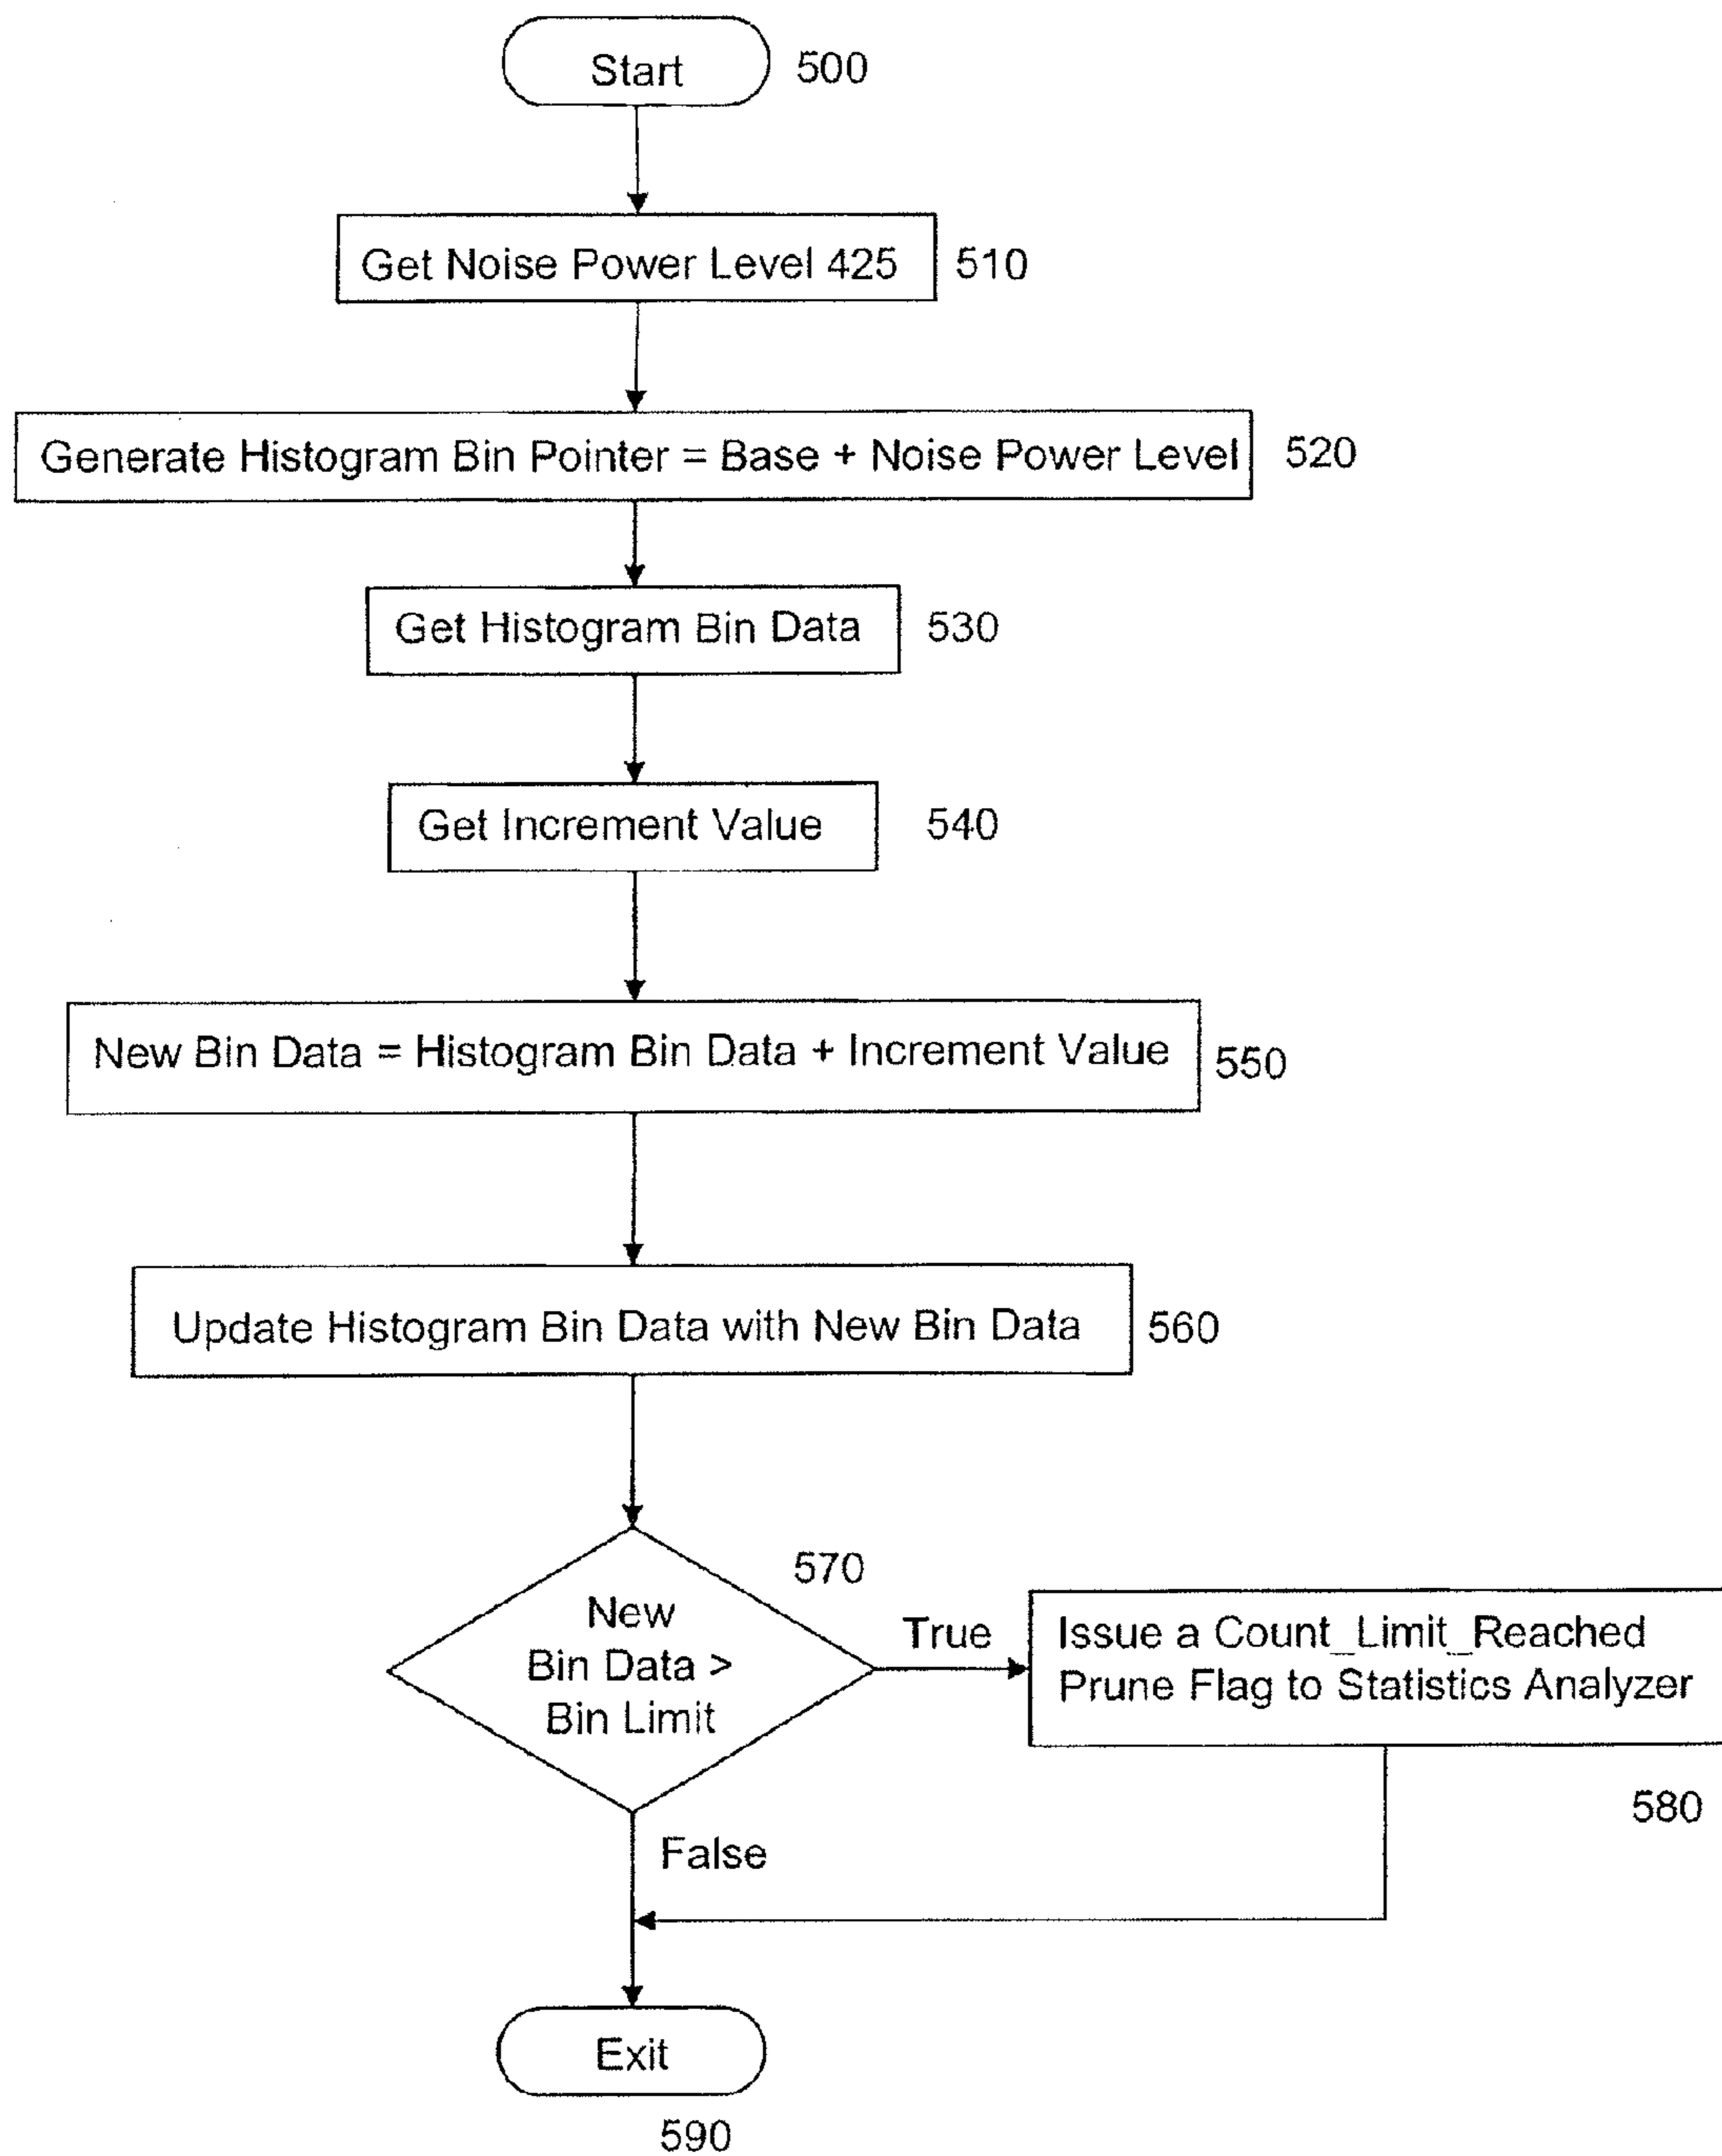 Start 500
Get Noise Power Level 425 510
Generate Histogram Bin Pointer = Base + Noise Power Level 520
Get Histogram Bin Data 530
Get Increment Value 540
New Bin Data = Histogram Bin Data + Increment Value 550
Update Histogram Bin Data with New Bin Data 560
570
New
Bin Data >
Bin Limit
True
Issue a Count_Limit_Reached
Prune Flag to Statistics Analyzer
580
False
Exit
590